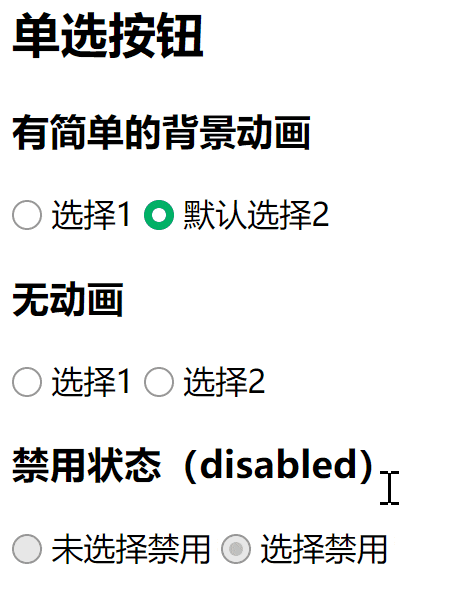 单选按钮
有简单的背景动画
选择1 默认选择2
无动画
选择1 选择2
禁用状态（disabled）
未选择禁用 选择禁用